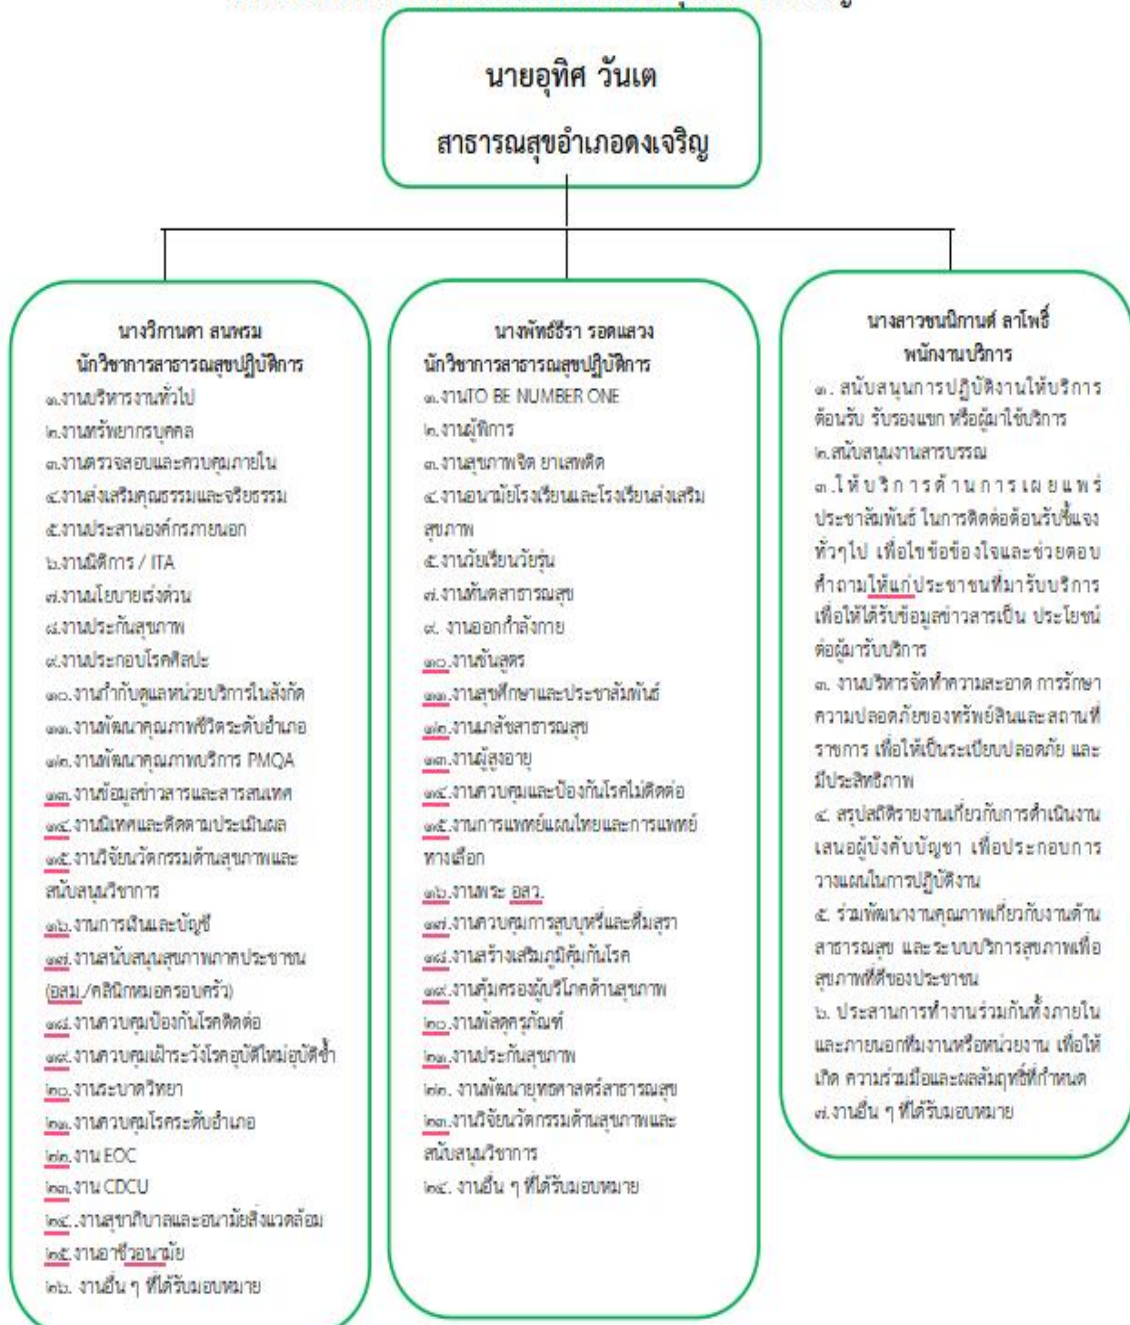 นายอุทิศ วันเต
สาธารณสุขอำเภอดงเจริญ
นางวิกานดา สนพรม
นักวิชาการสาธารณสุขปฏิบัติการ
๑.งานบริหารงานทั่วไป
๒.งานทรัพยากรบุคคล
๓.งานตรวจสอบและควบคุมภายใน
๔.งานส่งเสริมคุณธรรมและจริยธรรม
๕.งานประสานองค์กรภายนอก
๖.งานนิติการ / ITA
๗.งานนโยบายเร่งด่วน
๘.งานประกันสุขภาพ
๙.งานประกอบโรคศิลปะ
๑๐.งานกำกับดูแลหน่วยบริการในสังกัด
๑๑.งานพัฒนาคุณภาพชีวิตระดับอำเภอ
๑๒.งานพัฒนาคุณภาพบริการ PMQA
๑๓.งานข้อมูลข่าวสารและสารสนเทศ
๑๔.งานนิเทศและติดตามประเมินผล
๑๕.งานวิจัยนวัตกรรมด้านสุขภาพและ
สนับสนุนวิชาการ
๑๖.งานการเงินและบัญชี
๑๗.งานสนับสนุนสุขภาพภาคประชาชน
(อสม./คลินิกหมอครอบครัว)
๑๘.งานควบคุมป้องกันโรคติดต่อ
๑๙.งานควบคุมเฝ้าระวังโรคอุบัติใหม่อุบัติซ้ำ
๒๐.งานระบาดวิทยา
๒๑.งานควบคุมโรคระดับอำเภอ
๒๒.งาน EOC
๒๓.งาน CDCU
๒๔..งานสุขาภิบาลและอนามัยสิ่งแวดล้อม
๒๕.งานอาชีวอนามัย
๒๖. งานอื่น ๆ ที่ได้รับมอบหมาย
นางพัทธ์ธีรา รอดแสวง
นักวิชาการสาธารณสุขปฏิบัติการ
๑.งานTO BE NUMBER ONE
๒.งานผู้พิการ
๓.งานสุขภาพจิต ยาเสพติด
๔.งานอนามัยโรงเรียนและโรงเรียนส่งเสริม
สุขภาพ
๕.งานวัยเรียนวัยรุ่น
๗.งานทันตสาธารณสุข
๙. งานออกกำลังกาย
๑๐.งานชันสูตร
๑๑.งานสุขศึกษาและประชาสัมพันธ์
๑๒.งานเภสัชสาธารณสุข
๑๓.งานผู้สูงอายุ
๑๔.งานควบคุมและป้องกันโรคไม่ติดต่อ
๑๕.งานการแพทย์แผนไทยและการแพทย์
ทางเลือก
๑๖.งานพระ อสว.
๑๗.งานควบคุมการสูบบุหรี่และดื่มสุรา
๑๘.งานสร้างเสริมภูมิคุ้มกันโรค
๑๙.งานคุ้มครองผู้บริโภคด้านสุขภาพ
๒๐.งานพัสดุครุภัณฑ์
๒๑.งานประกันสุขภาพ
๒๒. งานพัฒนายุทธศาสตร์สาธารณสุข
๒๓.งานวิจัยนวัตกรรมด้านสุขภาพและ
สนับสนุนวิชาการ
๒๔. งานอื่น ๆ ที่ได้รับมอบหมาย
นางสาวชนนิกานต์ ลาโพธิ์
พนักงานบริการ
๑. สนับสนุนการปฏิบัติงานให้บริการ
ต้อนรับ รับรองแขก หรือผู้มาใช้บริการ
๒.สนับสนุนงานสารบรรณ
๓.ให้บริการด้านการเผยแพร่
ประชาสัมพันธ์ ในการติดต่อต้อนรับชี้แจง
ทั่วๆไป เพื่อไขข้อข้องใจและช่วยตอบ
คำถามให้แก่ประชาชนที่มารับบริการ
เพื่อให้ได้รับข้อมูลข่าวสารเป็น ประโยชน์
ต่อผู้มารับบริการ
๓. งานบริหารจัดทำความสะอาด การรักษา
ความปลอดภัยของทรัพย์สินและสถานที่
ราชการ เพื่อให้เป็นระเบียบปลอดภัย และ
มีประสิทธิภาพ
๔. สรุปสถิติรายงานเกี่ยวกับการดำเนินงาน
เสนอผู้บังคับบัญชา เพื่อประกอบการ
วางแผนในการปฏิบัติงาน
๕. ร่วมพัฒนางานคุณภาพเกี่ยวกับงานด้าน
สาธารณสุข และระบบบริการสุขภาพเพื่อ
สุขภาพที่ดีของประชาชน
๖. ประสานการทำงานร่วมกันทั้งภายใน
และภายนอกทีมงานหรือหน่วยงาน เพื่อให้
เกิด ความร่วมมือและผลสัมฤทธิ์ที่กำหนด
๗.งานอื่น ๆ ที่ได้รับมอบหมาย